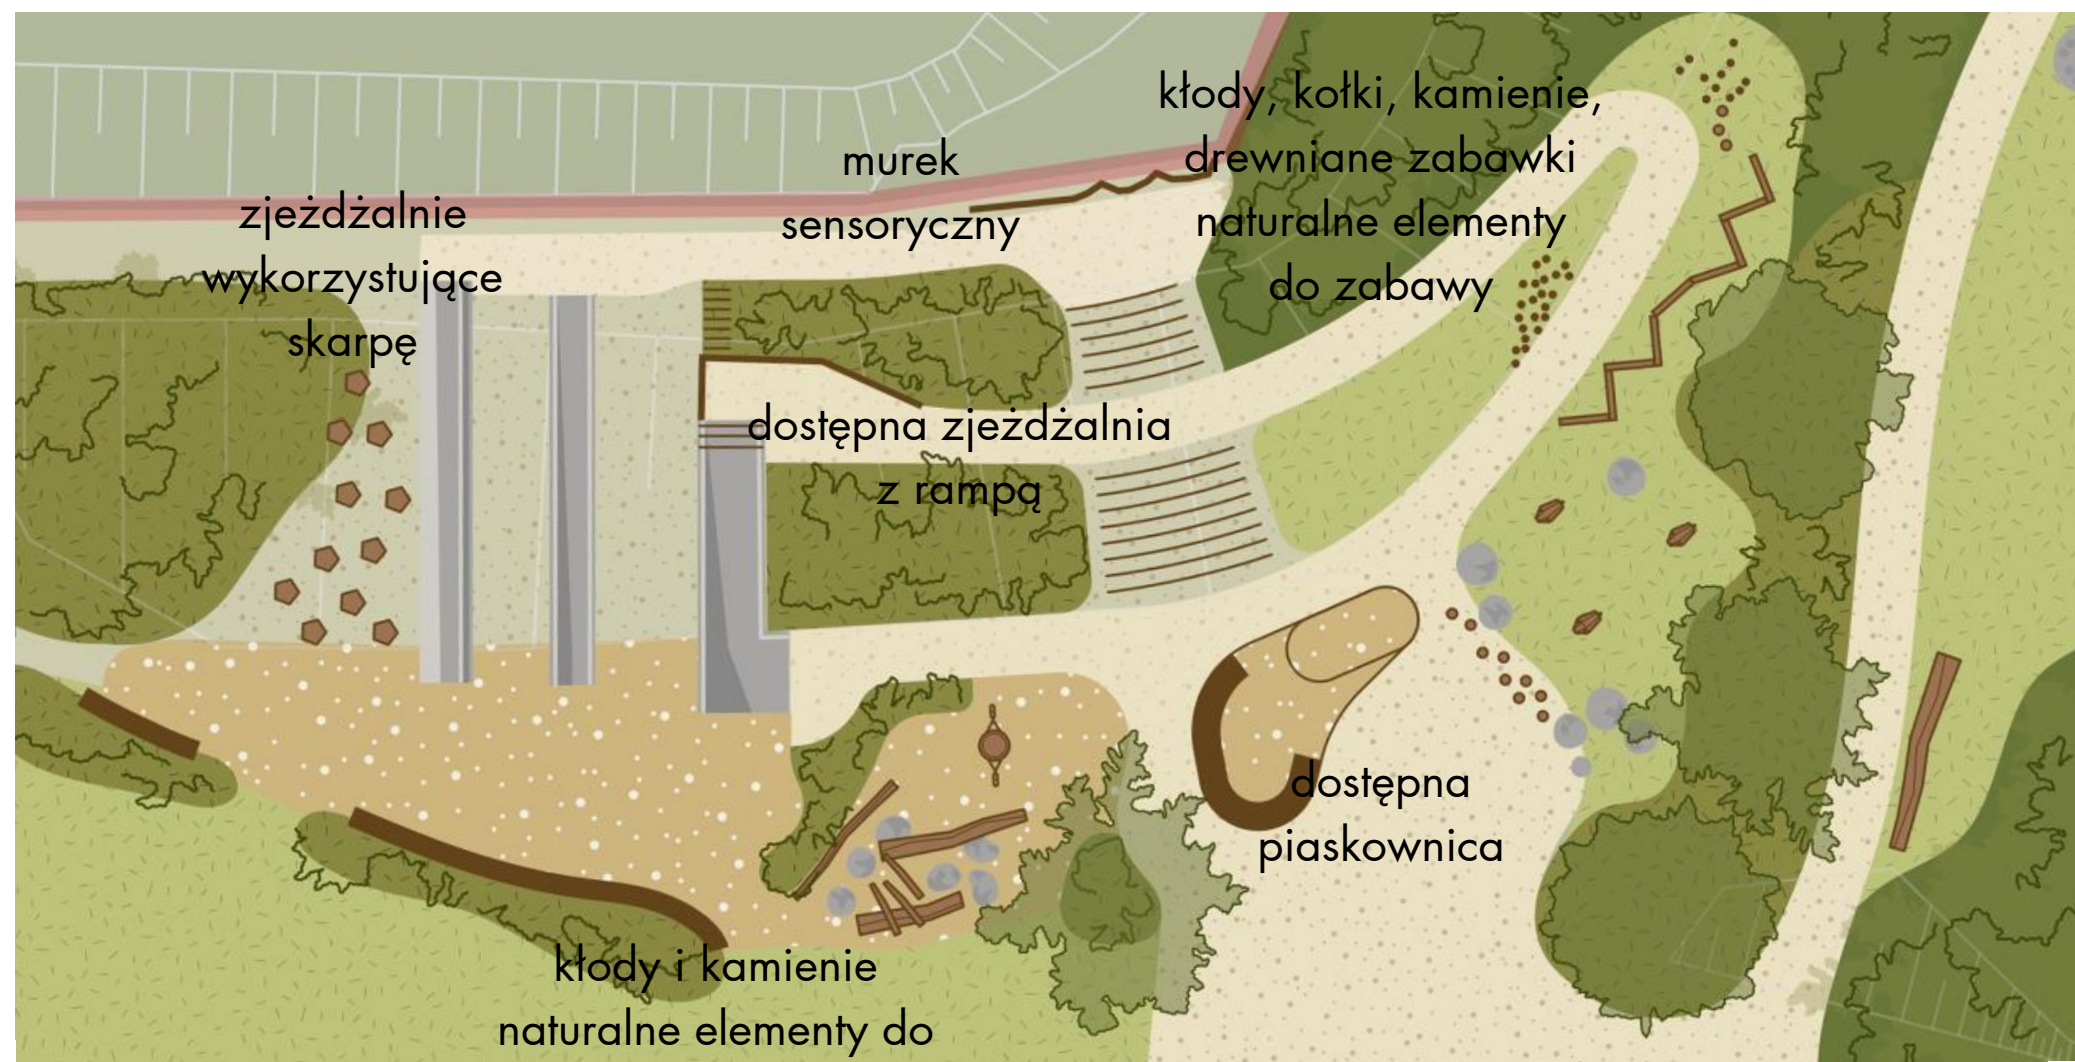 kłody, kołki, kamienie,
drewniane zabawki
naturalne elementy
do zabawy
murek
sensoryczny
zjeżdżalnie
wykorzystujące
skarpę
dostępna zjeżdżalnia
z rampą
dostępna
piaskownica
kłody i kamienie
naturalne elementy do